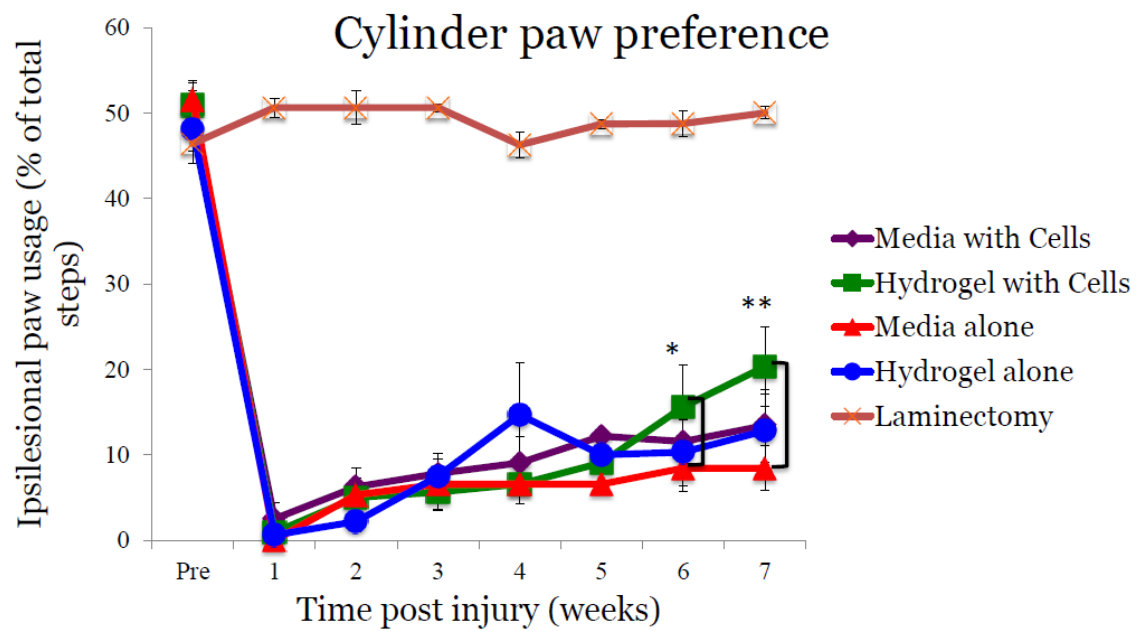 Cylinder paw preference
Ipsilesional paw usage (% of total
steps)
60
50
40
30
20
10
0
*
**
Pre 1 2 3 4 5 6 7
Time post injury (weeks)
Media with Cells
Hydrogel with Cells
Media alone
Hydrogel alone
Laminectomy